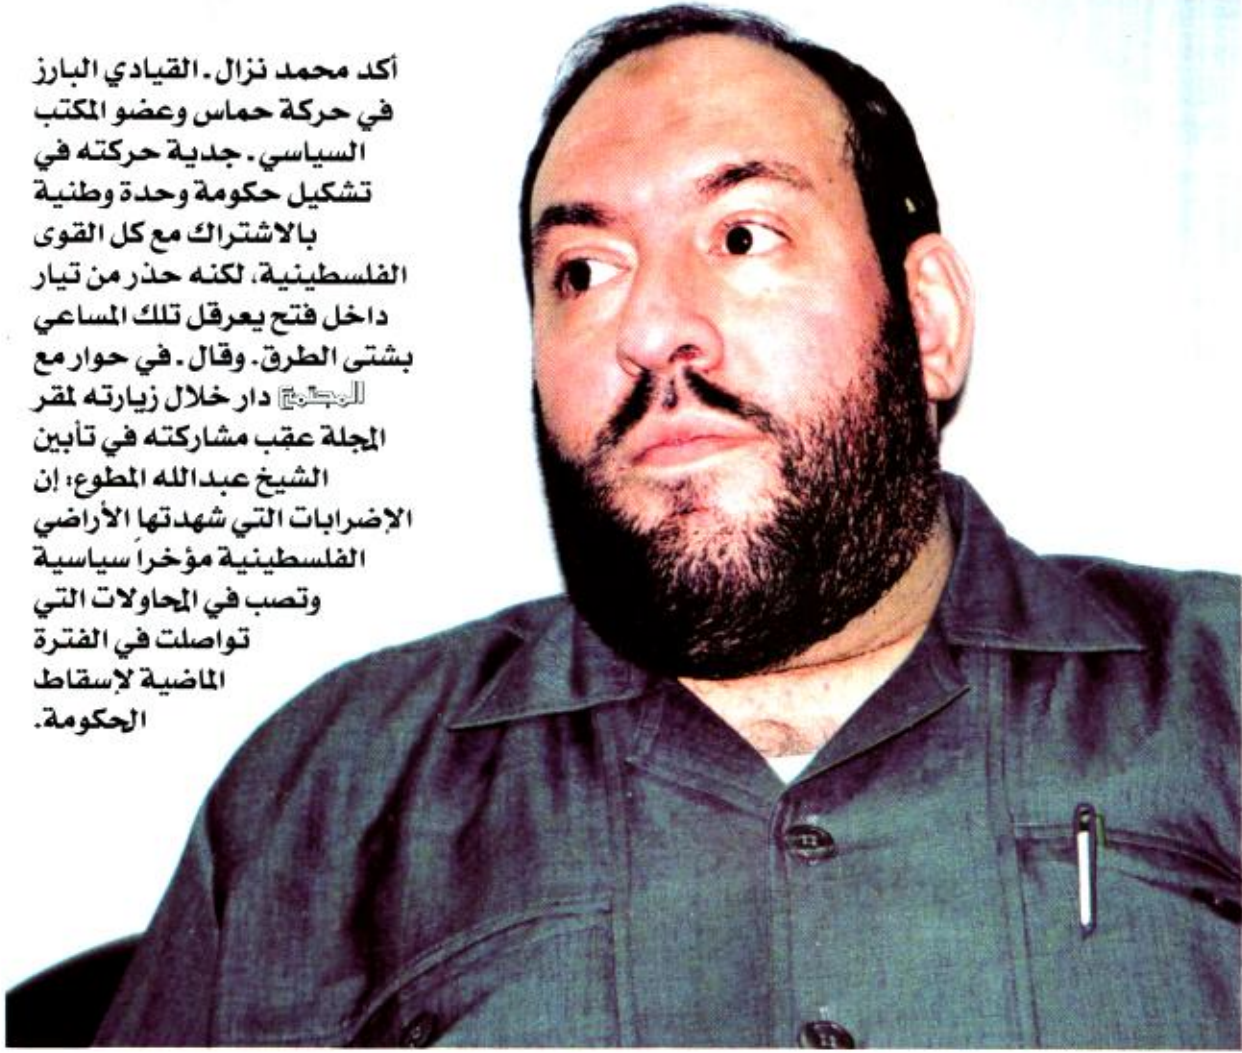 أكد محمد نزال ـ القيادي البارز
في حركة حماس وعضو المكتب
السياسي ـ جدية حركته في
تشكيل حكومة وحدة وطنية
بالاشتراك مع كل القوى
الفلسطينية، لكنه حذر من تيار
داخل فتح يعرقل تلك المساعي
بشتى الطرق. وقال ـ في حوار مع
المجتمع دار خلال زيارته لمقر
المجلة عقب مشاركته في تأبين
الشيخ عبدالله المطوع: إن
الإضرابات التي شهدتها الأراضي
الفلسطينية مؤخراً سياسية
وتصب في المحاولات التي
تواصلت في الفترة
الماضية لإسقاط
الحكومة.